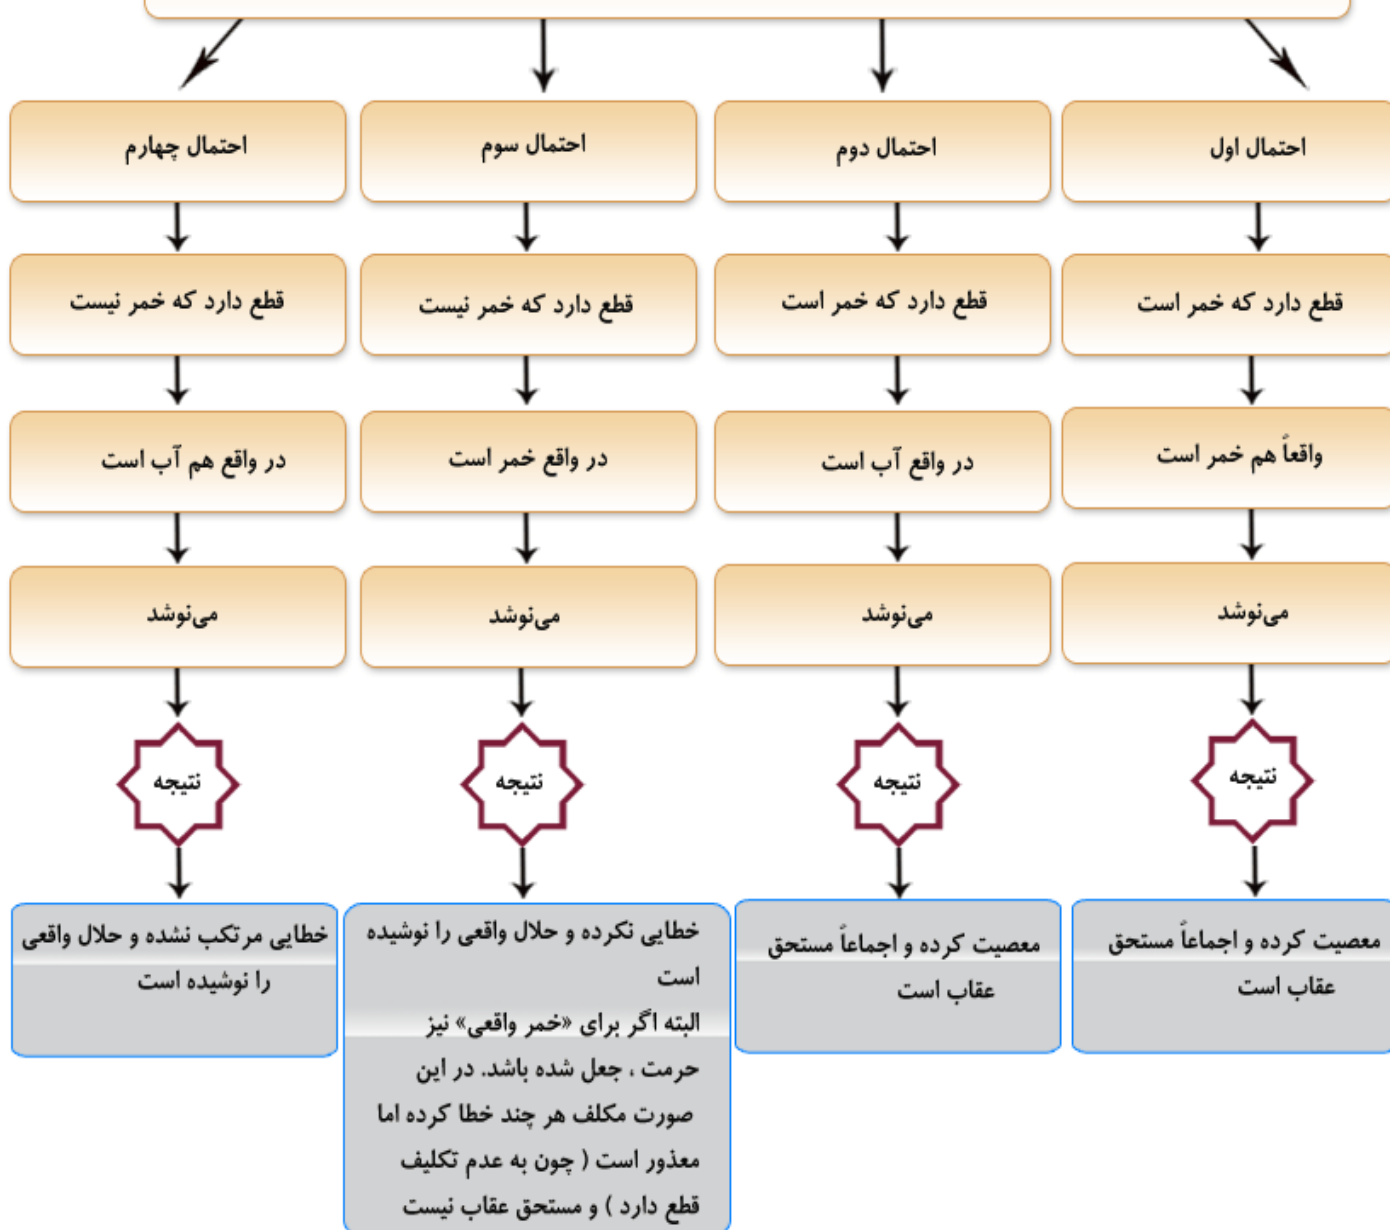 احتمال اول
احتمال دوم
احتمال سوم
احتمال چهارم
قطع دارد که خمر است
قطع دارد که خمر است
قطع دارد که خمر نیست
قطع دارد که خمر نیست
واقعاً هم خمر است
در واقع آب است
در واقع خمر است
در واقع هم آب است
می‌نوشد
می‌نوشد
می‌نوشد
می‌نوشد
نتیجه
نتیجه
نتیجه
نتیجه
معصیت کرده و اجماعاً مستحق
عقاب است
معصیت کرده و اجماعاً مستحق
عقاب است
خطایی نکرده و حلال واقعی را نوشیده
است
البته اگر برای «خمر واقعی» نیز
حرمت ، جعل شده باشد. در این
صورت مکلف هر چند خطا کرده اما
معذور است ( چون به عدم تکلیف
قطع دارد ) و مستحق عقاب نیست
خطایی مرتکب نشده و حلال واقعی
را نوشیده است